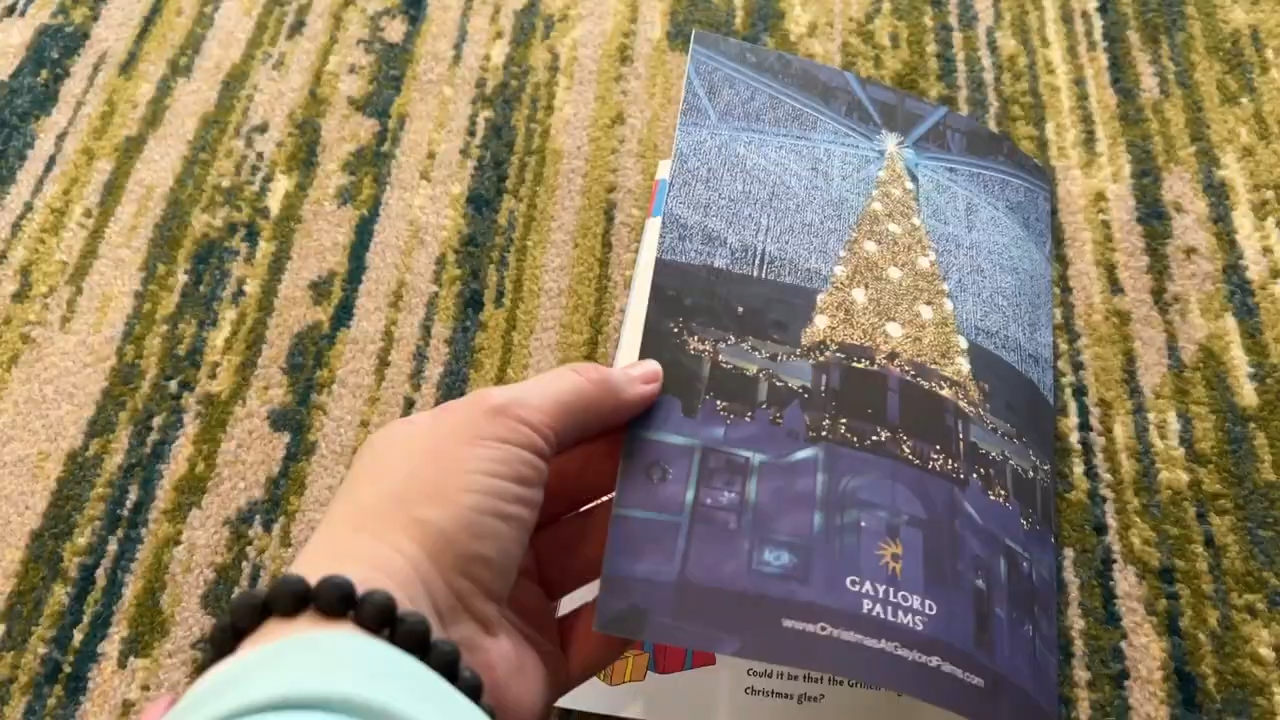 GAYLORD
PALMS
www.ChristmasAtGaylordPalms.com
Could it be that the Grinch
Christmas glee?